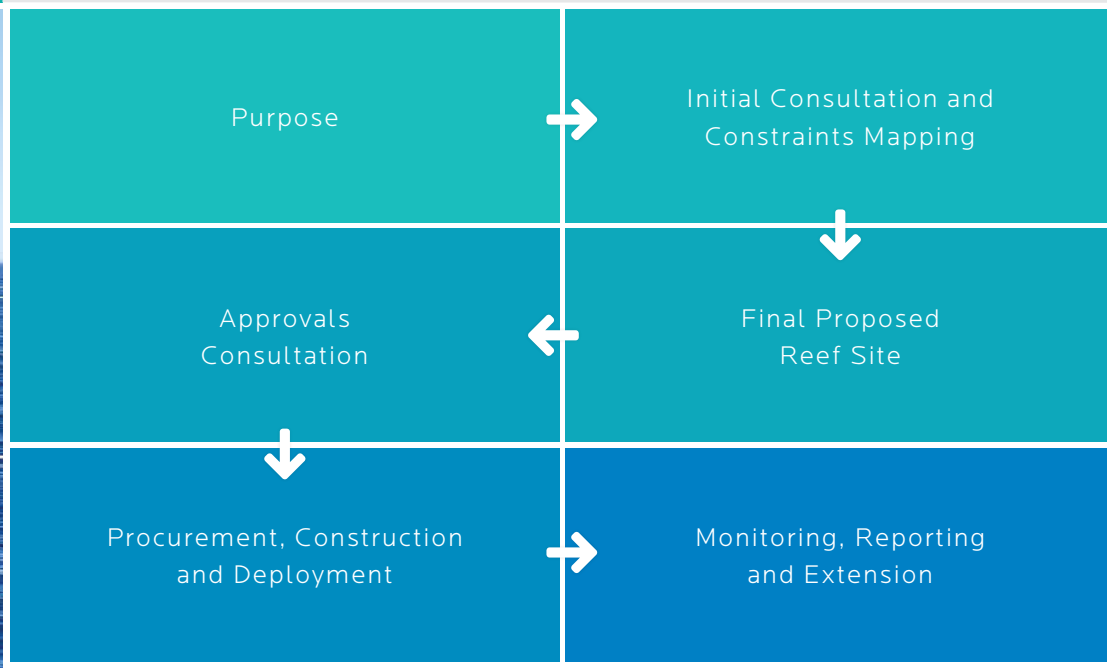 Purpose
Initial Consultation and
Constraints Mapping
Final Proposed
Reef Site
Approvals
Consultation
Procurement, Construction
and Deployment
Monitoring, Reporting
and Extension